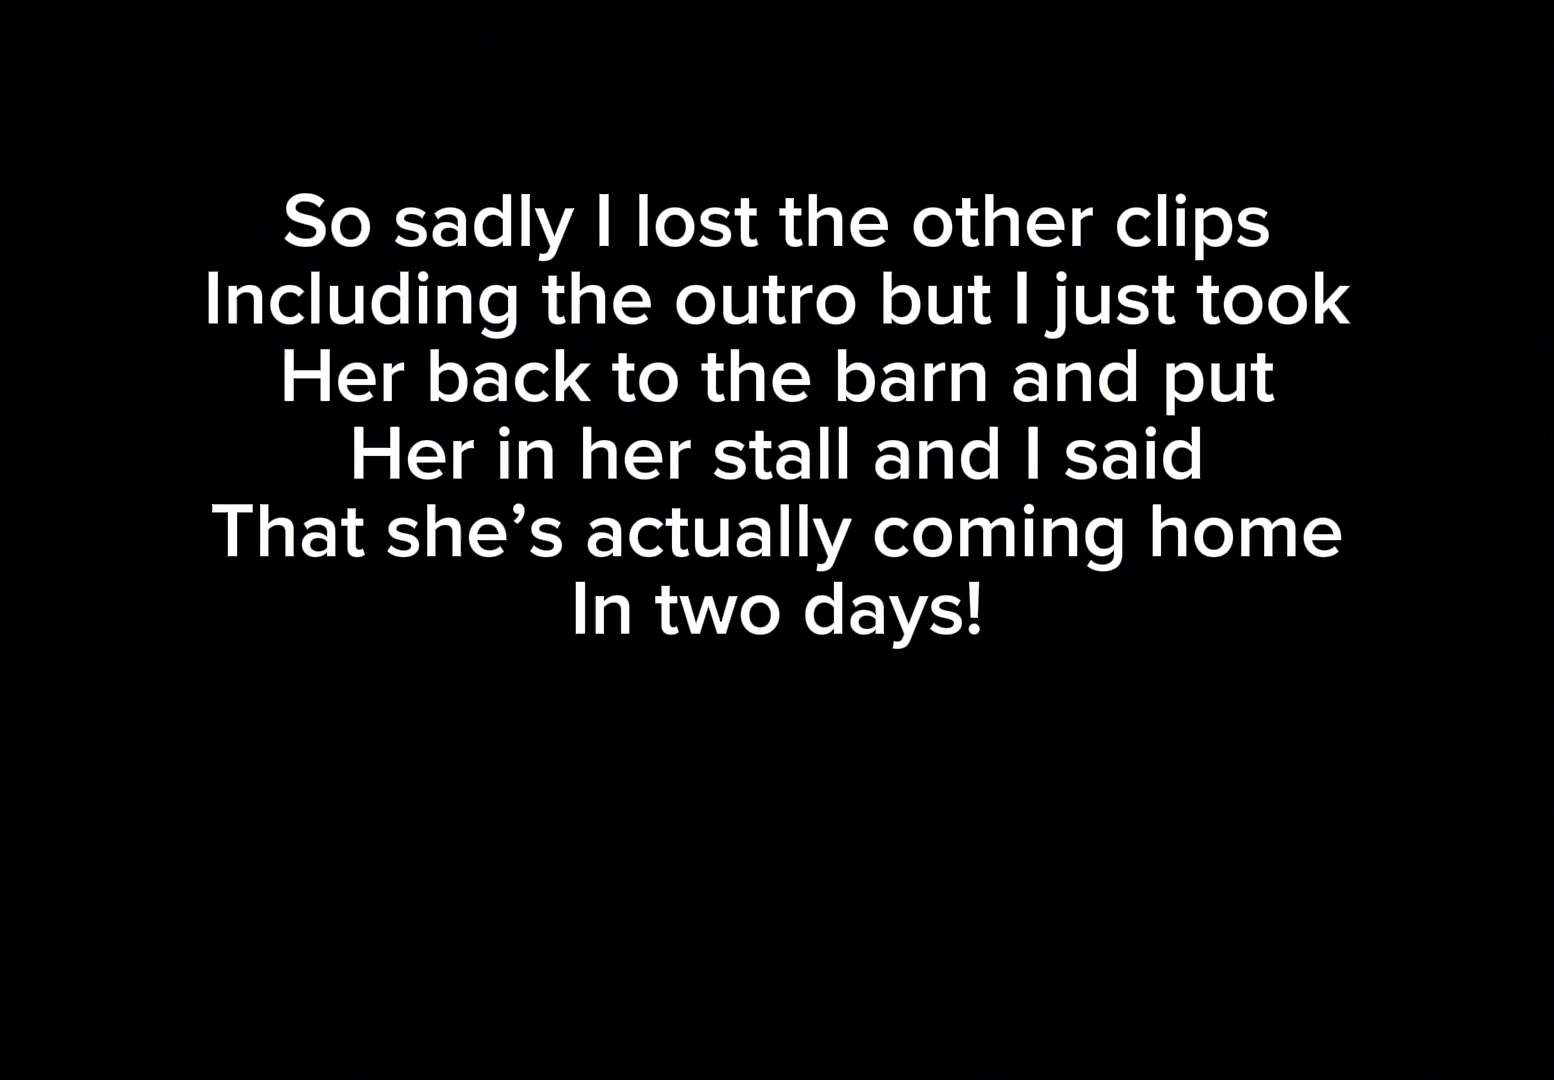 So sadly I lost the other clips
Including the outro but I just took
Her back to the barn and put
Her in her stall and I said
That she’s actually coming home
In two days!